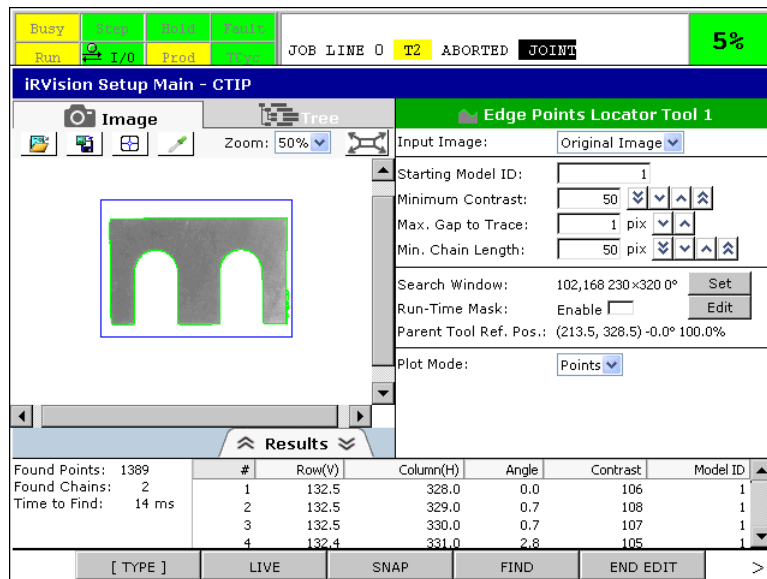 Busy Step Hold Fault
Run I/O Prod TCyc
JOB LINE 0 T2 ABORTED JOINT
5%
iRVision Setup Main - CTIP
Image Tree
Edge Points Locator Tool 1
Zoom: 50%
Input Image: Original Image
Starting Model ID: 1
Minimum Contrast: 50
Max. Gap to Trace: 1 pix
Min. Chain Length: 50 pix
Search Window: 102,168 230×320 0° Set
Run-Time Mask: Enable Edit
Parent Tool Ref. Pos.: (213.5, 328.5) -0.0° 100.0%
Plot Mode: Points
Results
Found Points: 1389
Found Chains: 2
Time to Find: 14 ms
# Row(V) Column(H) Angle Contrast Model ID
1 132.5 328.0 0.0 106 1
2 132.5 329.0 0.7 108 1
3 132.5 330.0 0.7 107 1
4 132.4 331.0 2.8 105 1
[ TYPE ] LIVE SNAP FIND END EDIT >